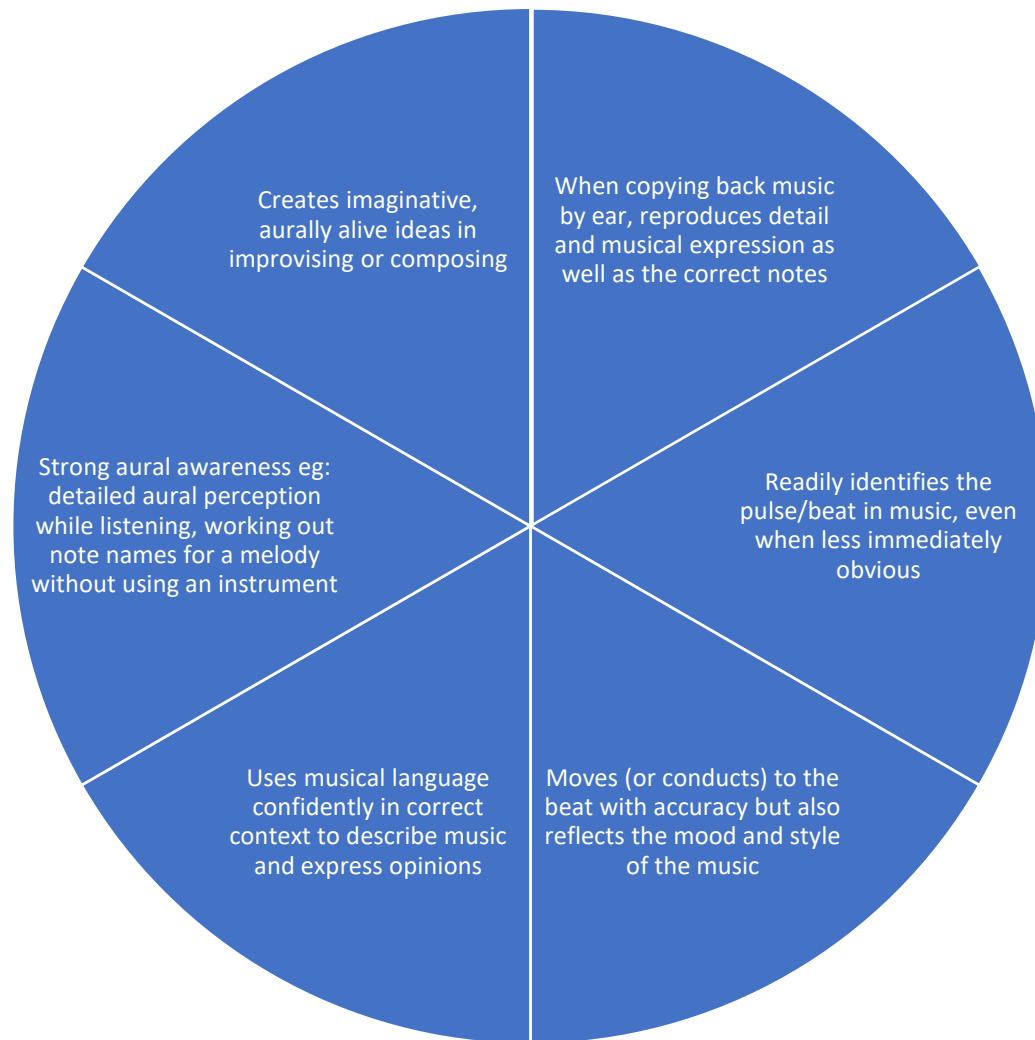 Creates imaginative,
aurally alive ideas in
improvising or composing
When copying back music
by ear, reproduces detail
and musical expression as
well as the correct notes
Strong aural awareness eg:
detailed aural perception
while listening, working out
note names for a melody
without using an instrument
Readily identifies the
pulse/beat in music, even
when less immediately
obvious
Uses musical language
confidently in correct
context to describe music
and express opinions
Moves (or conducts) to the
beat with accuracy but also
reflects the mood and style
of the music